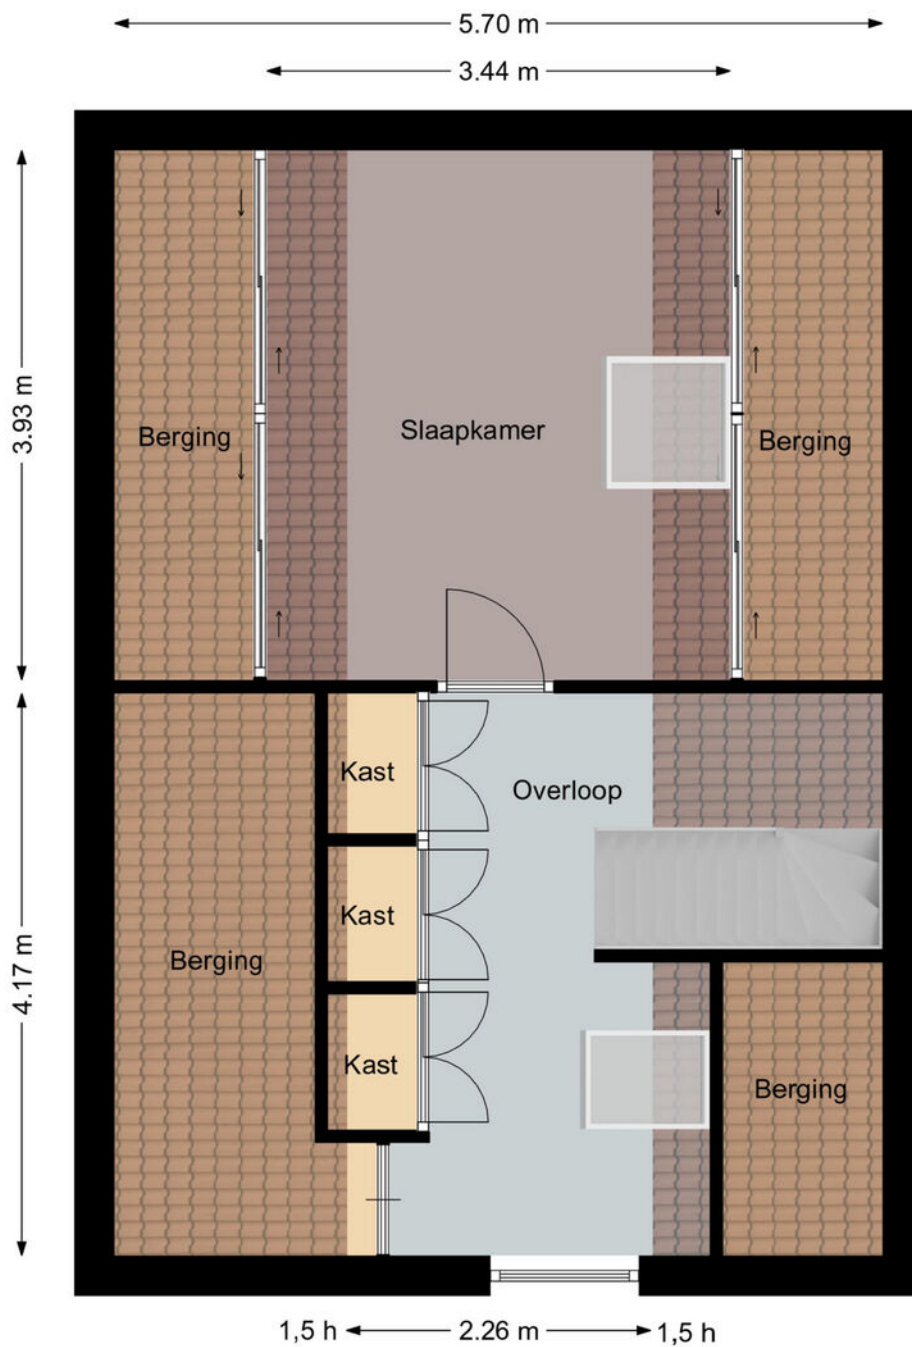 5.70 m
3.44 m
3.93 m
Berging
Slaapkamer
Berging
Kast
Overloop
Kast
4.17 m
Berging
Kast
Berging
1,5 h
2.26 m
1,5 h